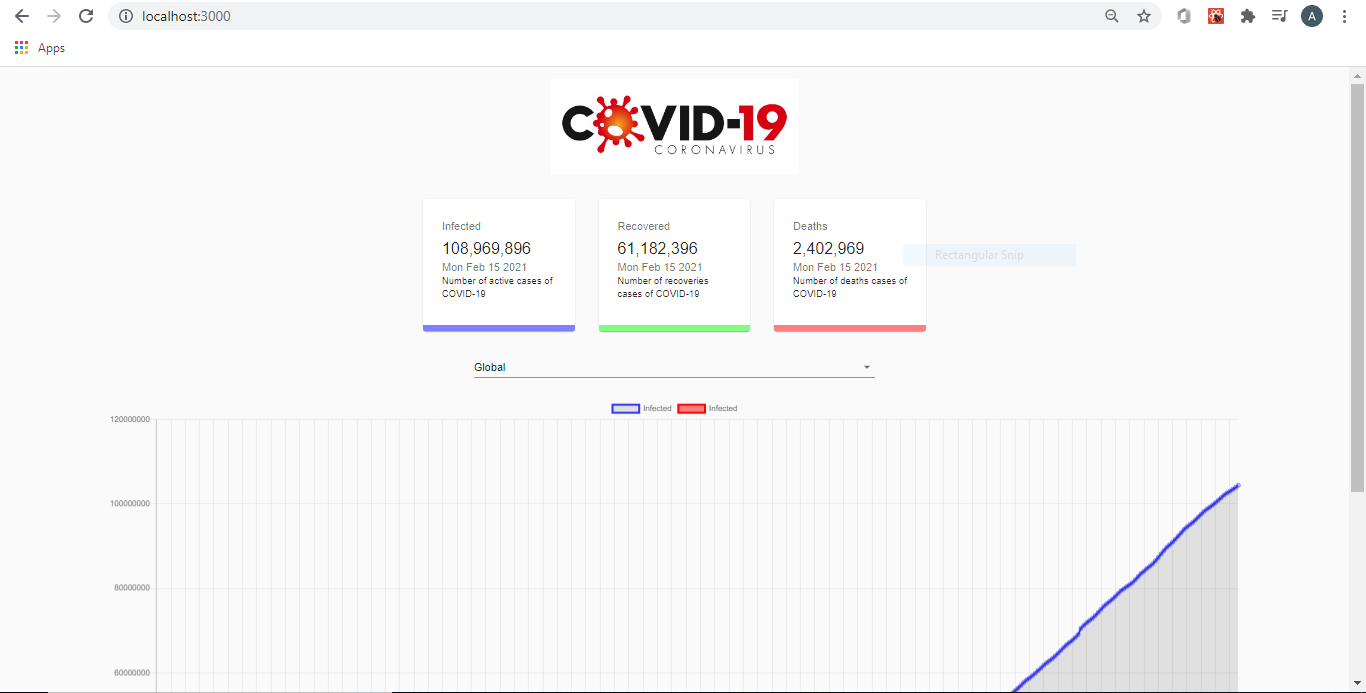 localhost:3000
A
Apps
COVID-19
CORONAVIRUS
Infected
108,969,896
Mon Feb 15 2021
Number of active cases of
COVID-19
Recovered
61,182,396
Mon Feb 15 2021
Number of recoveries
cases of COVID-19
Deaths
2,402,969
Mon Feb 15 2021
Number of deaths cases of
COVID-19
Rectangular Snip
Global
Infected Infected
120000000
100000000
80000000
60000000